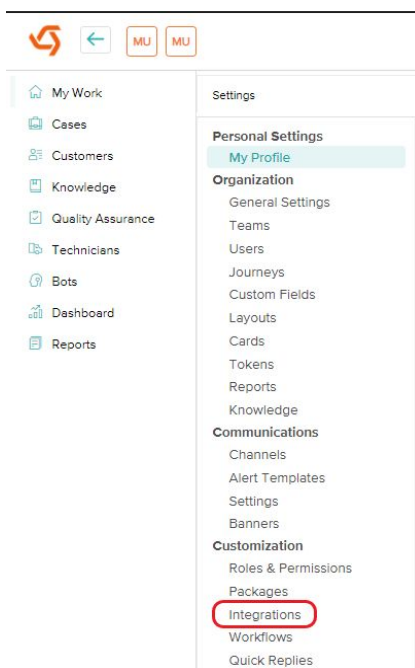 MU MU
My Work
Cases
Customers
Knowledge
Quality Assurance
Technicians
Bots
Dashboard
Reports
Settings
Personal Settings
My Profile
Organization
General Settings
Teams
Users
Journeys
Custom Fields
Layouts
Cards
Tokens
Reports
Knowledge
Communications
Channels
Alert Templates
Settings
Banners
Customization
Roles & Permissions
Packages
Integrations
Workflows
Quick Replies